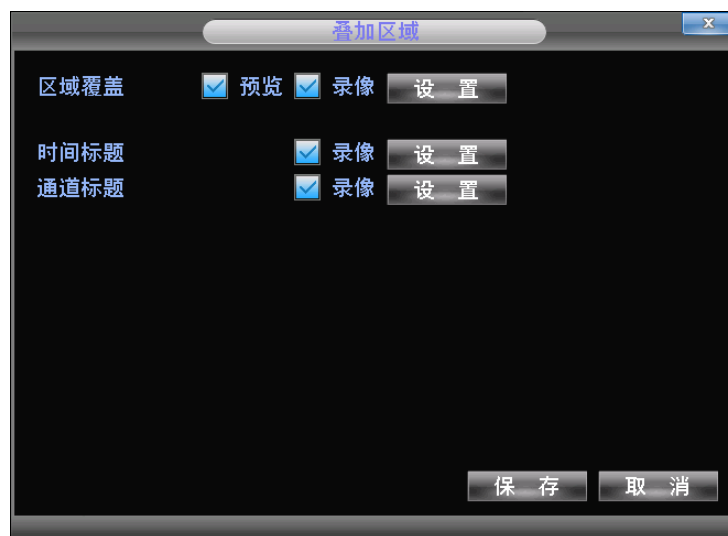 叠加区域
x
区域覆盖 预览 录像 设 置
时间标题 录像 设 置
通道标题 录像 设 置
保 存 取 消